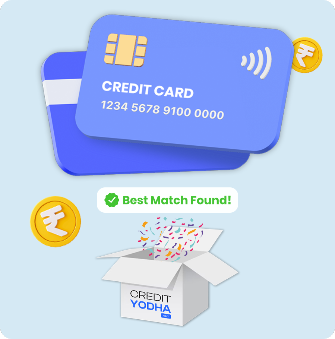 CREDIT CARD
1234 5678 9100 0000
Best Match Found!
CREDIT
YODHA